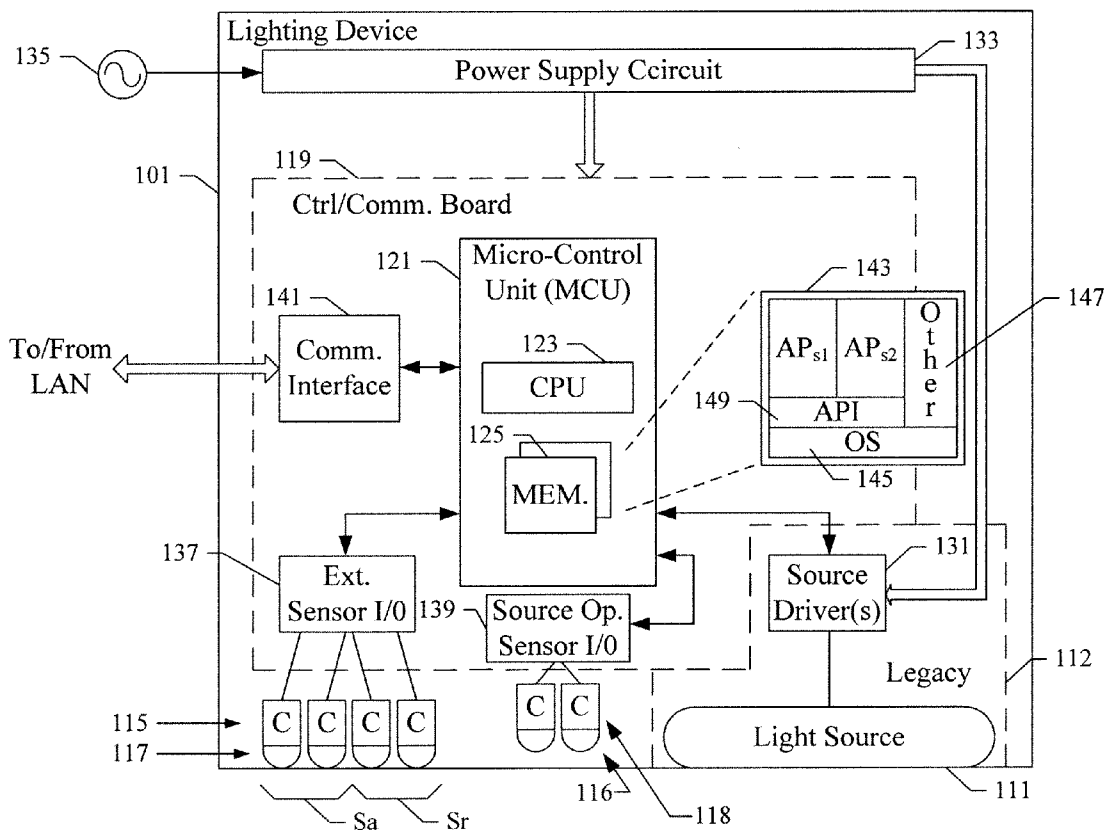 Lighting Device
135
133
Power Supply Ccircuit
119
101
Ctrl/Comm. Board
121
Micro-Control
Unit (MCU)
143
141
147
To/From
LAN
Comm.
Interface
123
CPU
APs1
APs2
Other
149
API
125
OS
MEM.
145
137
131
Ext.
Sensor I/0
139
Source Op.
Sensor I/0
Source
Driver(s)
Legacy
112
115
C
C
C
C
C
C
117
Light Source
116
118
111
Sa
Sr